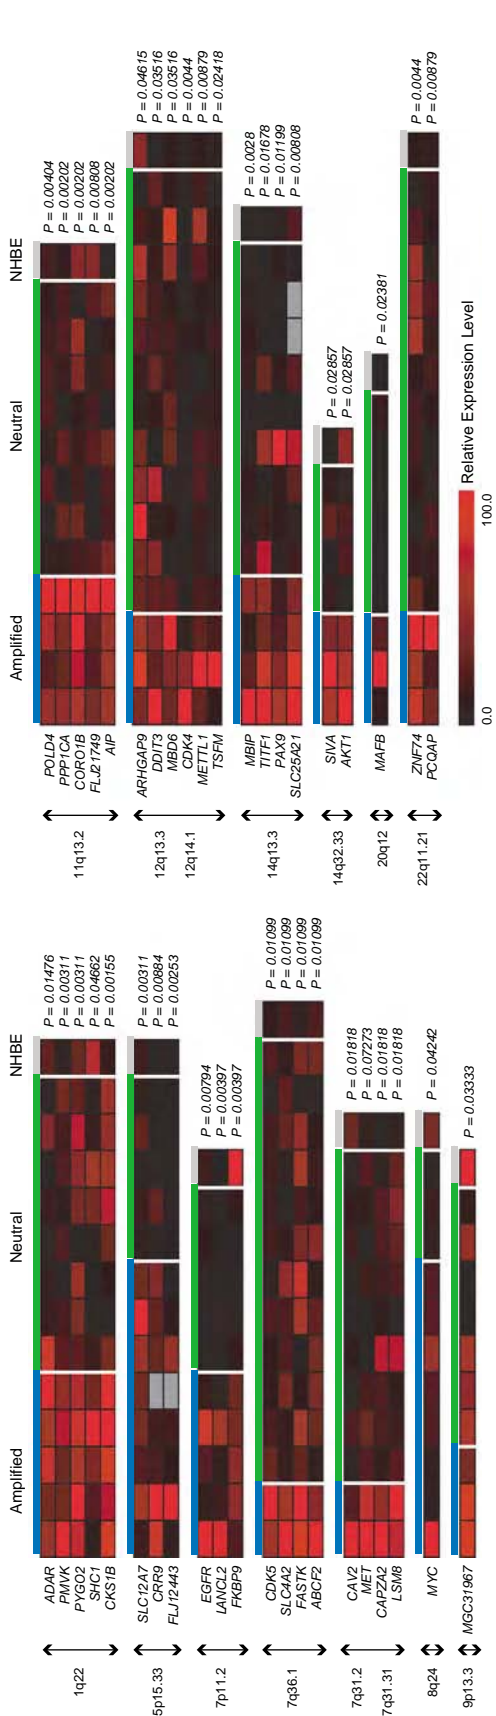 Amplified Neutral NHBE
1q22
ADAR P = 0.01476
PMVK P = 0.00311
PYGO2 P = 0.00311
SHC1 P = 0.04662
CKS1B P = 0.00155
5p15.33
SLC12A7 P = 0.00311
CRR9 P = 0.00884
FLJ12443 P = 0.00253
7p11.2
EGFR P = 0.00794
LANCL2 P = 0.00397
FKBP9 P = 0.00397
7q36.1
CDK5 P = 0.01099
SLC4A2 P = 0.01099
FASTK P = 0.01099
ABCF2 P = 0.01099
7q31.2
7q31.31
CAV2 P = 0.01818
MET P = 0.07273
CAPZA2 P = 0.01818
LSM8 P = 0.01818
8q24
MYC P = 0.04242
9p13.3
MGC31967 P = 0.03333
Amplified Neutral NHBE
11q13.2
POLD4 P = 0.00404
PPP1CA P = 0.00202
CORO1B P = 0.00202
FLJ21749 P = 0.00808
AIP P = 0.00202
12q13.3
12q14.1
ARHGAP9 P = 0.04615
DDIT3 P = 0.03516
MBD6 P = 0.03516
CDK4 P = 0.0044
METTL1 P = 0.00879
TSFM P = 0.02418
14q13.3
MBIP P = 0.0028
TITF1 P = 0.01678
PAX9 P = 0.01199
SLC25A21 P = 0.00808
14q32.33
SIVA P = 0.02857
AKT1 P = 0.02857
20q12
MAFB P = 0.02381
22q11.21
ZNF74 P = 0.0044
PCQAP P = 0.00879
Relative Expression Level
0.0 100.0